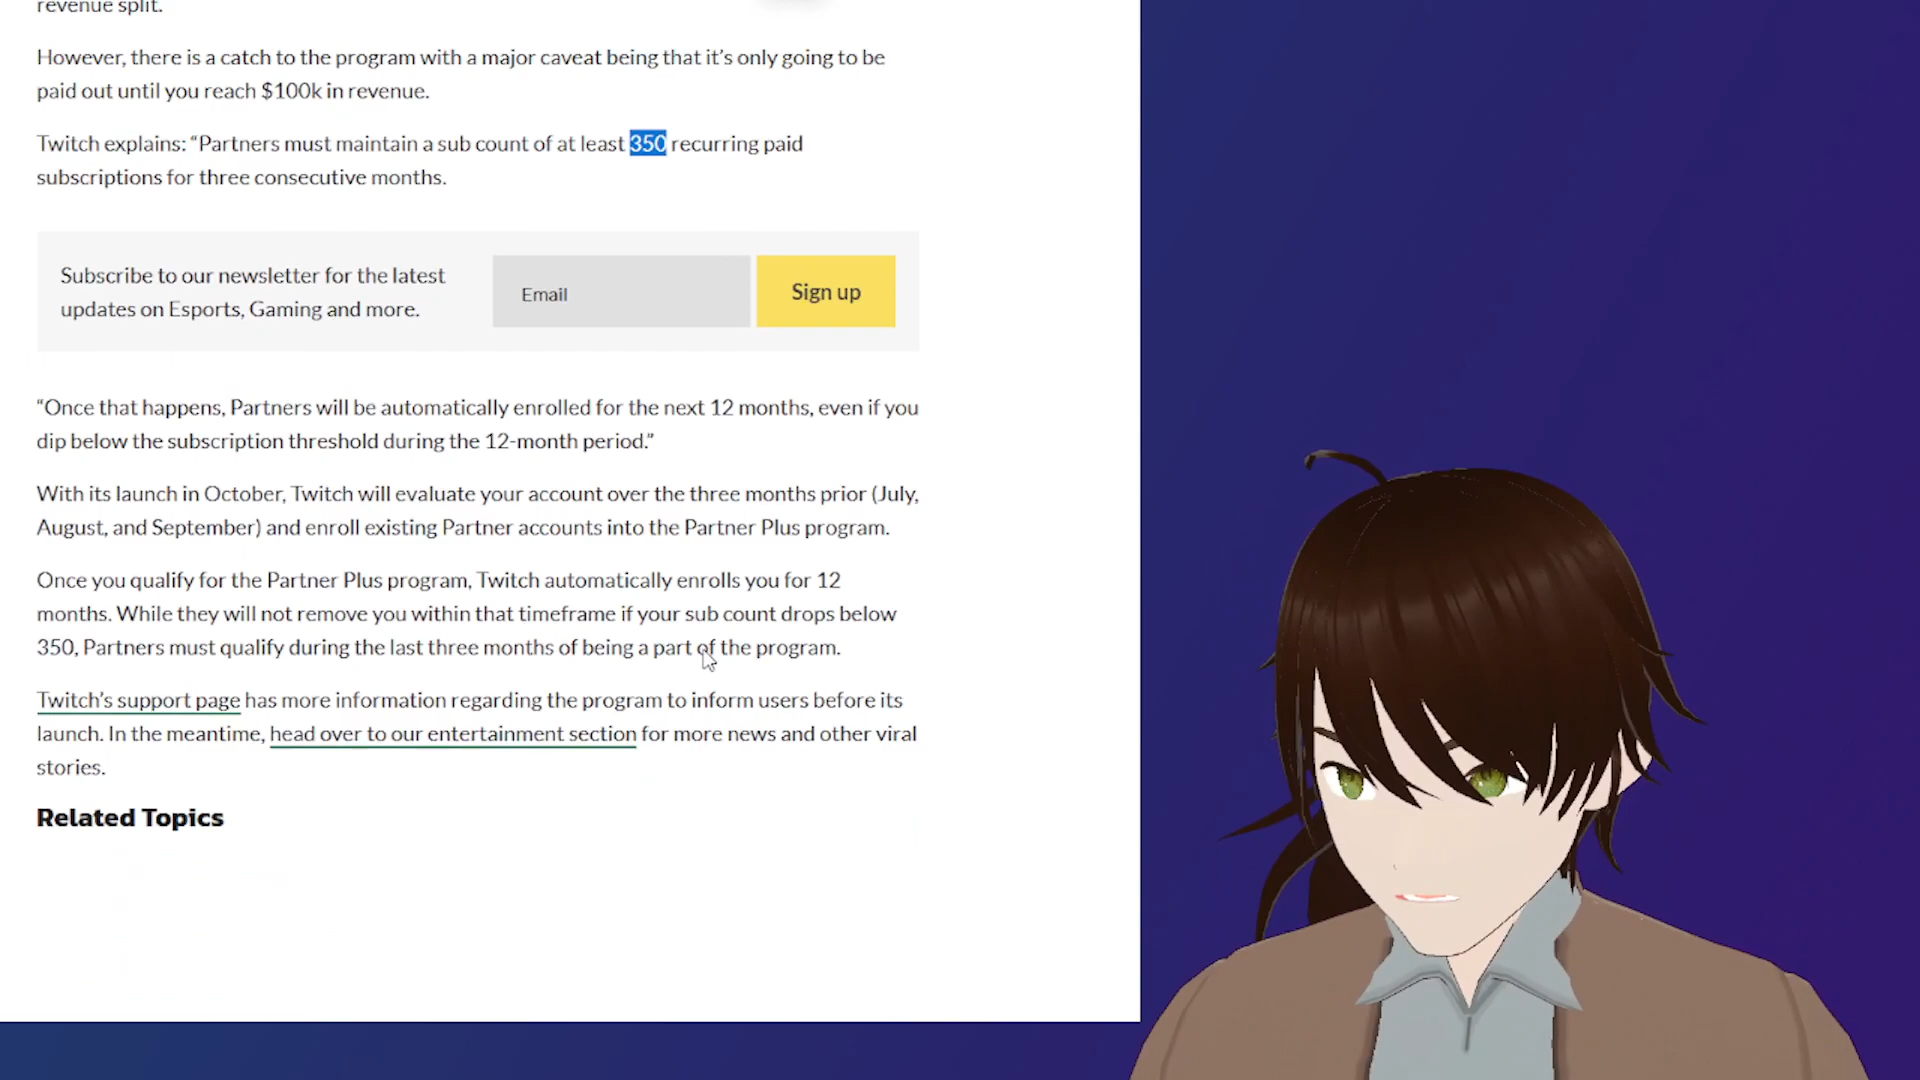 revenue split.
However, there is a catch to the program with a major caveat being that it’s only going to be
paid out until you reach $100k in revenue.
Twitch explains: “Partners must maintain a sub count of at least 350 recurring paid
subscriptions for three consecutive months.
Subscribe to our newsletter for the latest
updates on Esports, Gaming and more.
Email
Sign up
“Once that happens, Partners will be automatically enrolled for the next 12 months, even if you
dip below the subscription threshold during the 12-month period.”
With its launch in October, Twitch will evaluate your account over the three months prior (July,
August, and September) and enroll existing Partner accounts into the Partner Plus program.
Once you qualify for the Partner Plus program, Twitch automatically enrolls you for 12
months. While they will not remove you within that timeframe if your sub count drops below
350, Partners must qualify during the last three months of being a part of the program.
Twitch’s support page has more information regarding the program to inform users before its
launch. In the meantime, head over to our entertainment section for more news and other viral
stories.
Related Topics